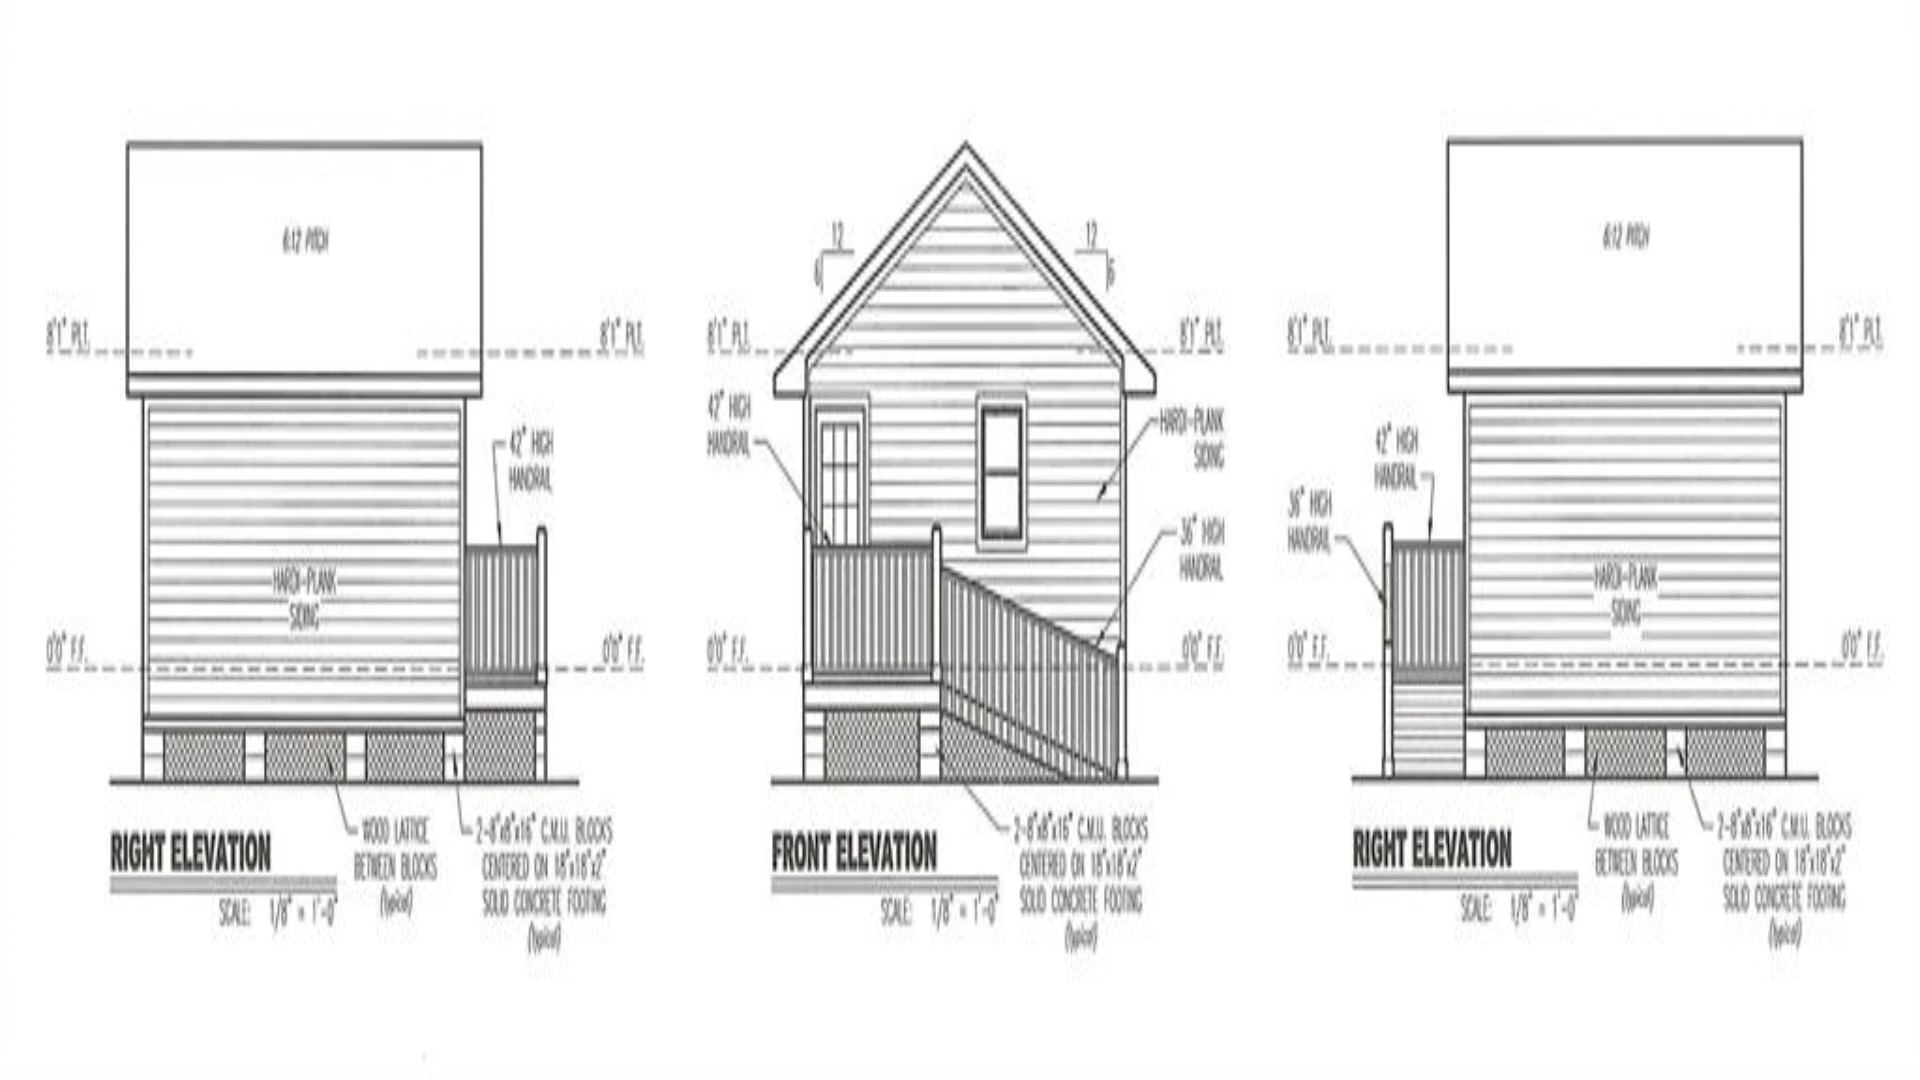 6:12 PITCH
8'1" PLT.
8'1" PLT.
42" HIGH
HANDRAIL
HARDI-PLANK
SIDING
0'0" F.F.
0'0" F.F.
RIGHT ELEVATION
SCALE: 1/8" = 1'-0"
WOOD LATTICE
BETWEEN BLOCKS
(typical)
2-8"x8"x16" C.M.U. BLOCKS
CENTERED ON 18"x18"x2"
SOLID CONCRETE FOOTING
(typical)
12
6
12
6
8'1" PLT.
8'1" PLT.
42" HIGH
HANDRAIL
HARDI-PLANK
SIDING
36" HIGH
HANDRAIL
0'0" F.F.
0'0" F.F.
FRONT ELEVATION
SCALE: 1/8" = 1'-0"
2-8"x8"x16" C.M.U. BLOCKS
CENTERED ON 18"x18"x2"
SOLID CONCRETE FOOTING
(typical)
6:12 PITCH
8'1" PLT.
8'1" PLT.
42" HIGH
HANDRAIL
36" HIGH
HANDRAIL
HARDI-PLANK
SIDING
0'0" F.F.
0'0" F.F.
RIGHT ELEVATION
SCALE: 1/8" = 1'-0"
WOOD LATTICE
BETWEEN BLOCKS
(typical)
2-8"x8"x16" C.M.U. BLOCKS
CENTERED ON 18"x18"x2"
SOLID CONCRETE FOOTING
(typical)